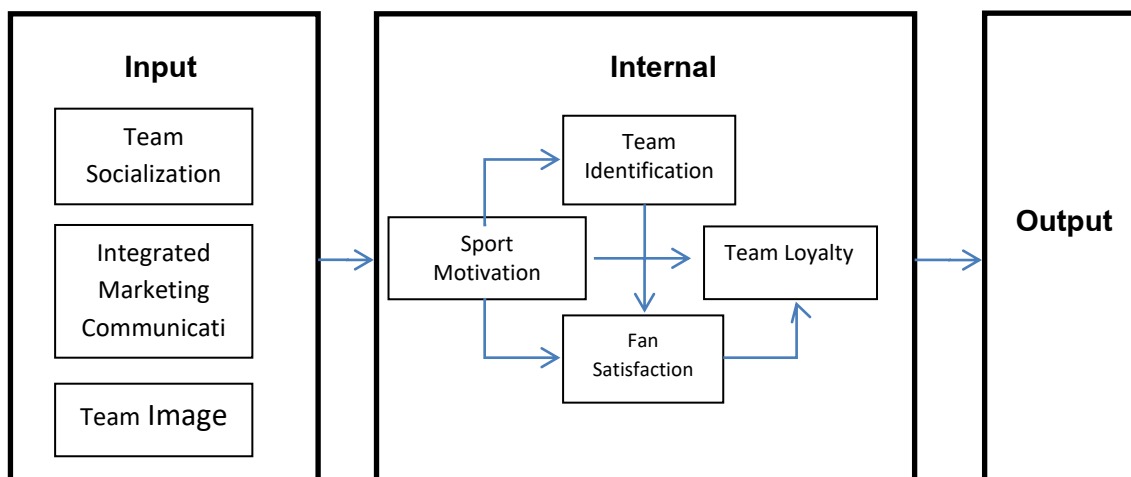 Input
Team
Socialization
Integrated
Marketing
Communicati
Team Image
Internal
Team
Identification
Sport
Motivation
Team Loyalty
Fan
Satisfaction
Output